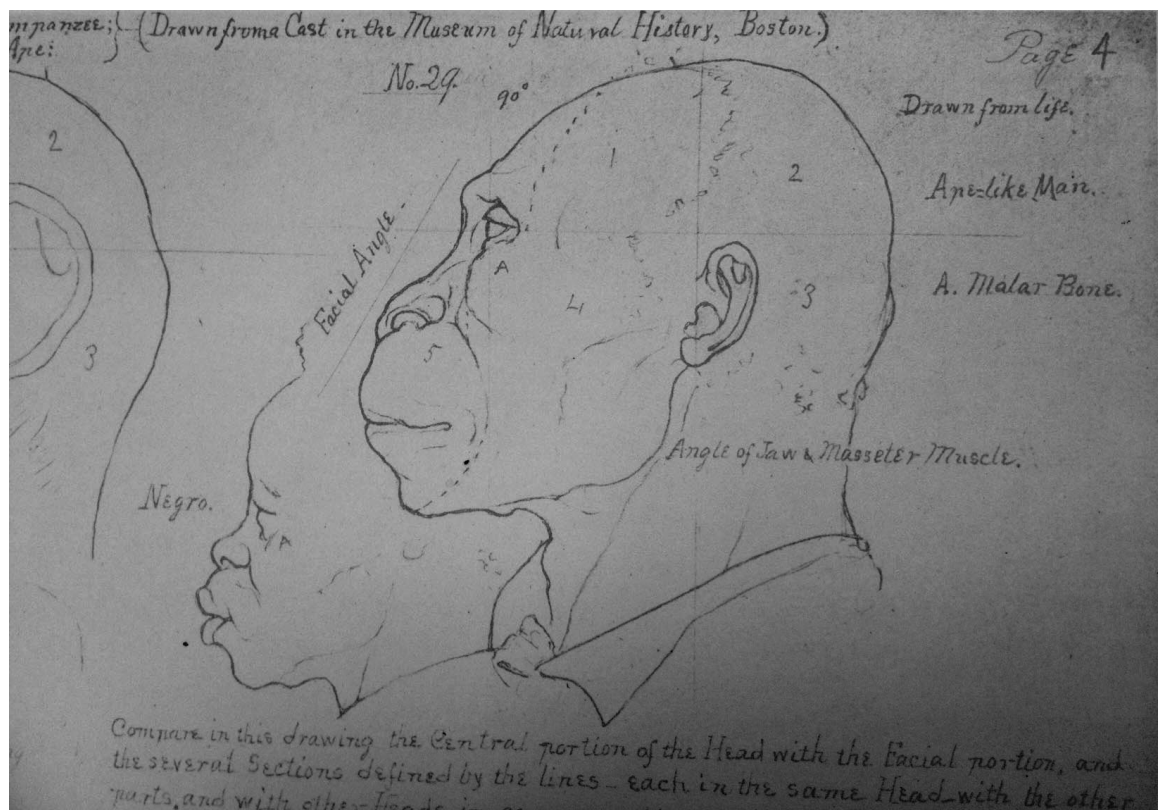 mpanzee;} (Drawn from a Cast in the Museum of Natural History, Boston.)
Ape:
Page 4
No. 29.
90°
Drawn from life.
2
1
2
Ape=like Man.
Facial Angle.
A
3
A. Malar Bone.
4
5
3
Angle of Jaw & Masseter Muscle.
Negro.
A
Compare in this drawing the Central portion of the Head with the Facial portion, and
the several Sections defined by the lines - each in the same Head - with the other
parts, and with other Heads